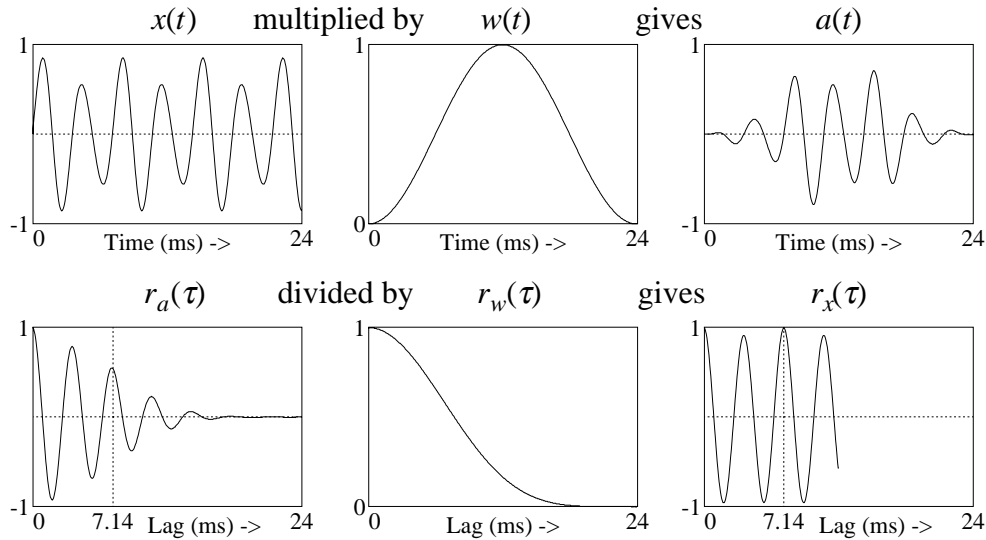 x(t) multiplied by w(t) gives a(t)
1 1 1
-1 0 -1
0 Time (ms) -> 24 0 Time (ms) -> 24 0 Time (ms) -> 24
r_a(τ) divided by r_w(τ) gives r_x(τ)
1 1 1
-1 0 -1
0 7.14 Lag (ms) -> 24 0 Lag (ms) -> 24 0 7.14 Lag (ms) -> 24